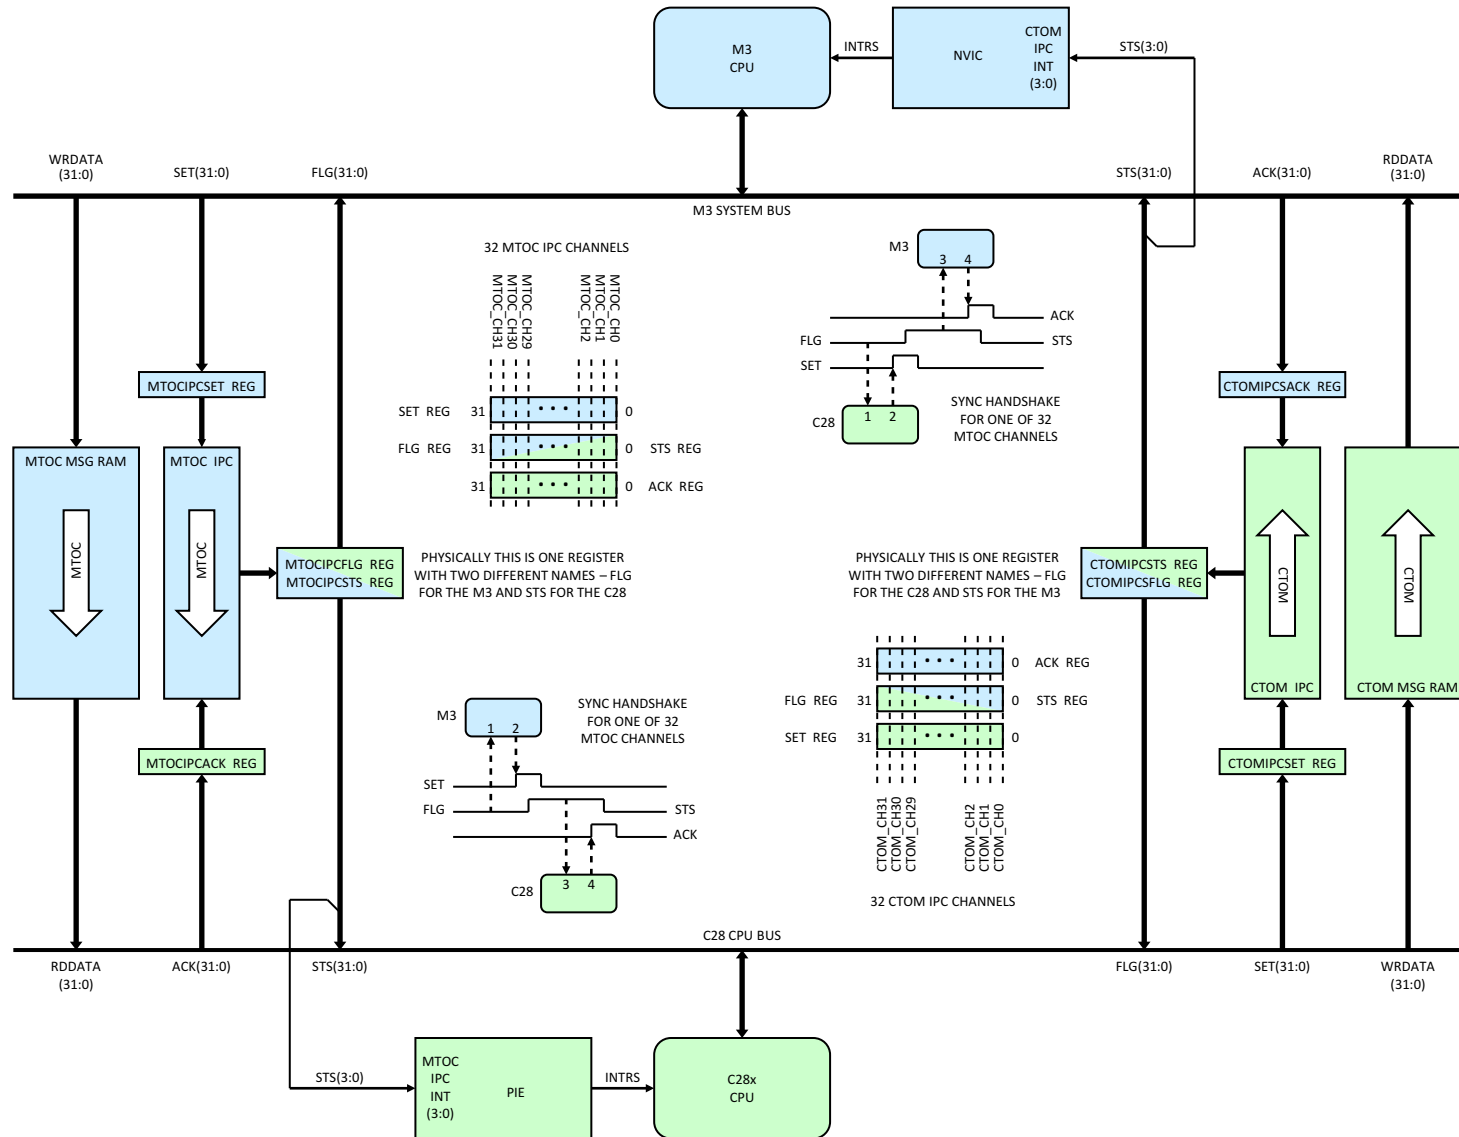 M3
CPU
INTRS
NVIC
CTOM
IPC
INT
(3:0)
STS(3:0)
WRDATA
(31:0)
SET(31:0)
FLG(31:0)
STS(31:0)
ACK(31:0)
RDDATA
(31:0)
M3 SYSTEM BUS
32 MTOC IPC CHANNELS
MTOC_CH31
MTOC_CH30
MTOC_CH29
MTOC_CH2
MTOC_CH1
MTOC_CH0
SET REG 31 • • • 0
FLG REG 31 • • • 0 STS REG
31 • • • 0 ACK REG
M3
3 4
ACK
FLG STS
SET
C28
1 2
SYNC HANDSHAKE
FOR ONE OF 32
MTOC CHANNELS
MTOCIPCSET REG
CTOMIPCSACK REG
MTOC MSG RAM
MTOC
MTOC IPC
MTOC
MTOCIPCFLG REG
MTOCIPCSTS REG
PHYSICALLY THIS IS ONE REGISTER
WITH TWO DIFFERENT NAMES – FLG
FOR THE M3 AND STS FOR THE C28
PHYSICALLY THIS IS ONE REGISTER
WITH TWO DIFFERENT NAMES – FLG
FOR THE C28 AND STS FOR THE M3
CTOMIPCSTS REG
CTOMIPCSFLG REG
CTOM
CTOM IPC
CTOM
CTOM MSG RAM
MTOCIPCACK REG
CTOMIPCSET REG
M3
1 2
SYNC HANDSHAKE
FOR ONE OF 32
MTOC CHANNELS
SET
FLG STS
ACK
C28
3 4
31 • • • 0 ACK REG
FLG REG 31 • • • 0 STS REG
SET REG 31 • • • 0
CTOM_CH31
CTOM_CH30
CTOM_CH29
CTOM_CH2
CTOM_CH1
CTOM_CH0
32 CTOM IPC CHANNELS
C28 CPU BUS
RDDATA
(31:0)
ACK(31:0)
STS(31:0)
FLG(31:0)
SET(31:0)
WRDATA
(31:0)
STS(3:0)
MTOC
IPC
INT
(3:0)
PIE
INTRS
C28x
CPU